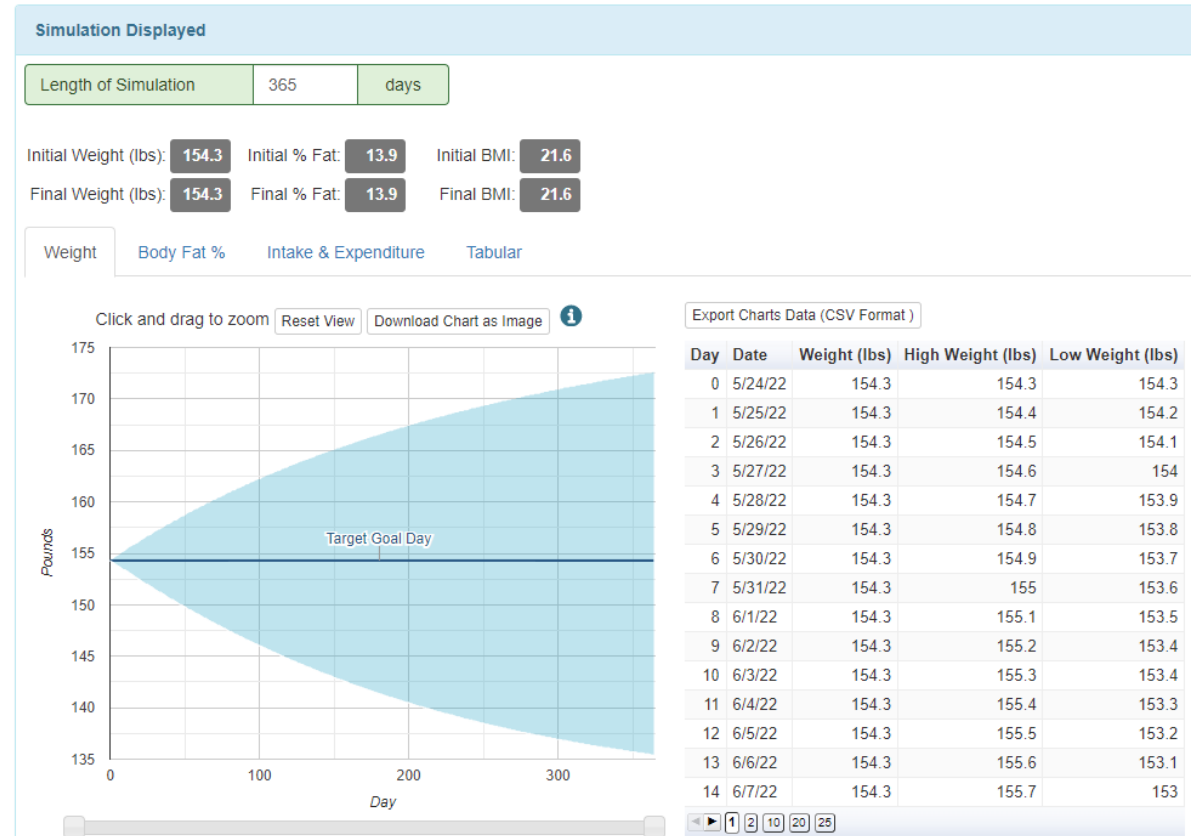 Simulation Displayed
Length of Simulation 365 days
Initial Weight (lbs): 154.3 Initial % Fat: 13.9 Initial BMI: 21.6
Final Weight (lbs): 154.3 Final % Fat: 13.9 Final BMI: 21.6
Weight Body Fat % Intake & Expenditure Tabular
Click and drag to zoom Reset View Download Chart as Image i
175
170
165
160
155
150
145
140
135
Pounds
Target Goal Day
0 100 200 300
Day
Export Charts Data (CSV Format )
Day Date Weight (lbs) High Weight (lbs) Low Weight (lbs)
0 5/24/22 154.3 154.3 154.3
1 5/25/22 154.3 154.4 154.2
2 5/26/22 154.3 154.5 154.1
3 5/27/22 154.3 154.6 154
4 5/28/22 154.3 154.7 153.9
5 5/29/22 154.3 154.8 153.8
6 5/30/22 154.3 154.9 153.7
7 5/31/22 154.3 155 153.6
8 6/1/22 154.3 155.1 153.5
9 6/2/22 154.3 155.2 153.4
10 6/3/22 154.3 155.3 153.4
11 6/4/22 154.3 155.4 153.3
12 6/5/22 154.3 155.5 153.2
13 6/6/22 154.3 155.6 153.1
14 6/7/22 154.3 155.7 153
1 2 10 20 25